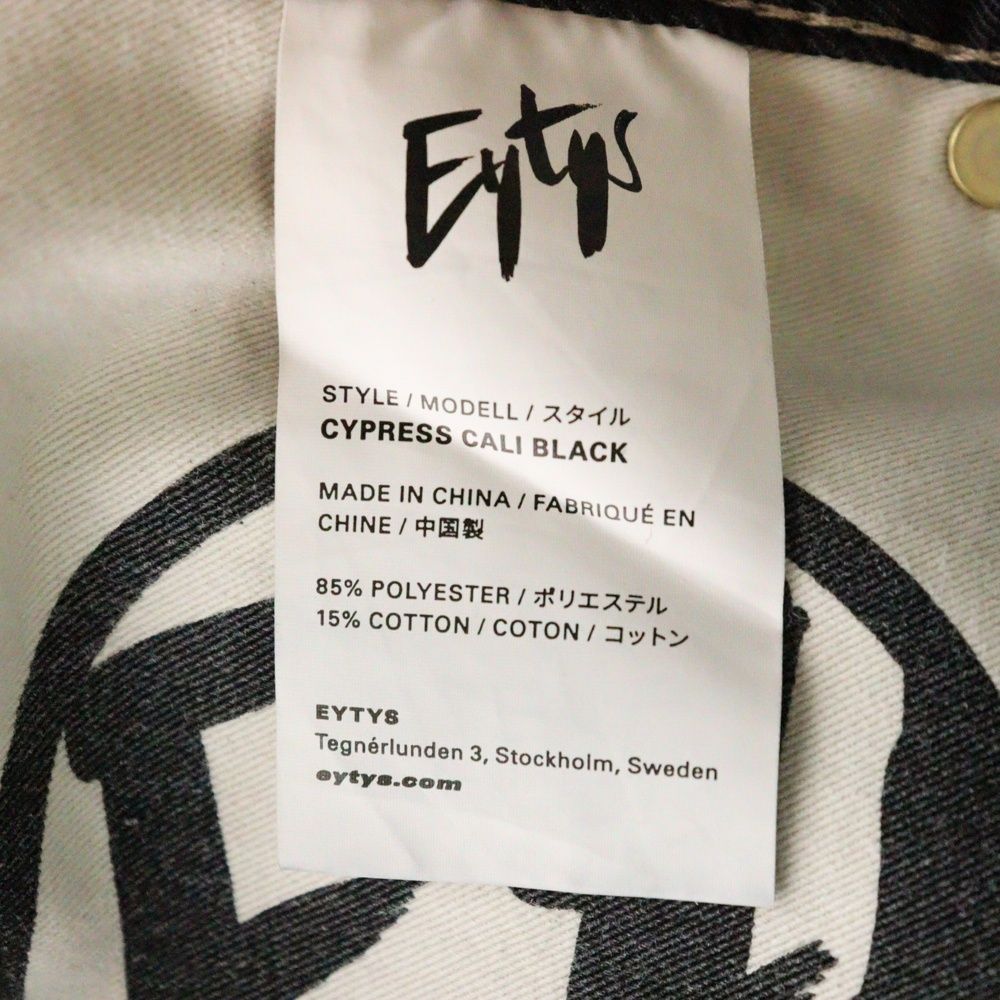 Eytys
STYLE / MODELL / スタイル
CYPRESS CALI BLACK
MADE IN CHINA / FABRIQUÉ EN
CHINE / 中国製
85% POLYESTER / ポリエステル
15% COTTON / COTON / コットン
EYTYS
Tegnérlunden 3, Stockholm, Sweden
eytys.com